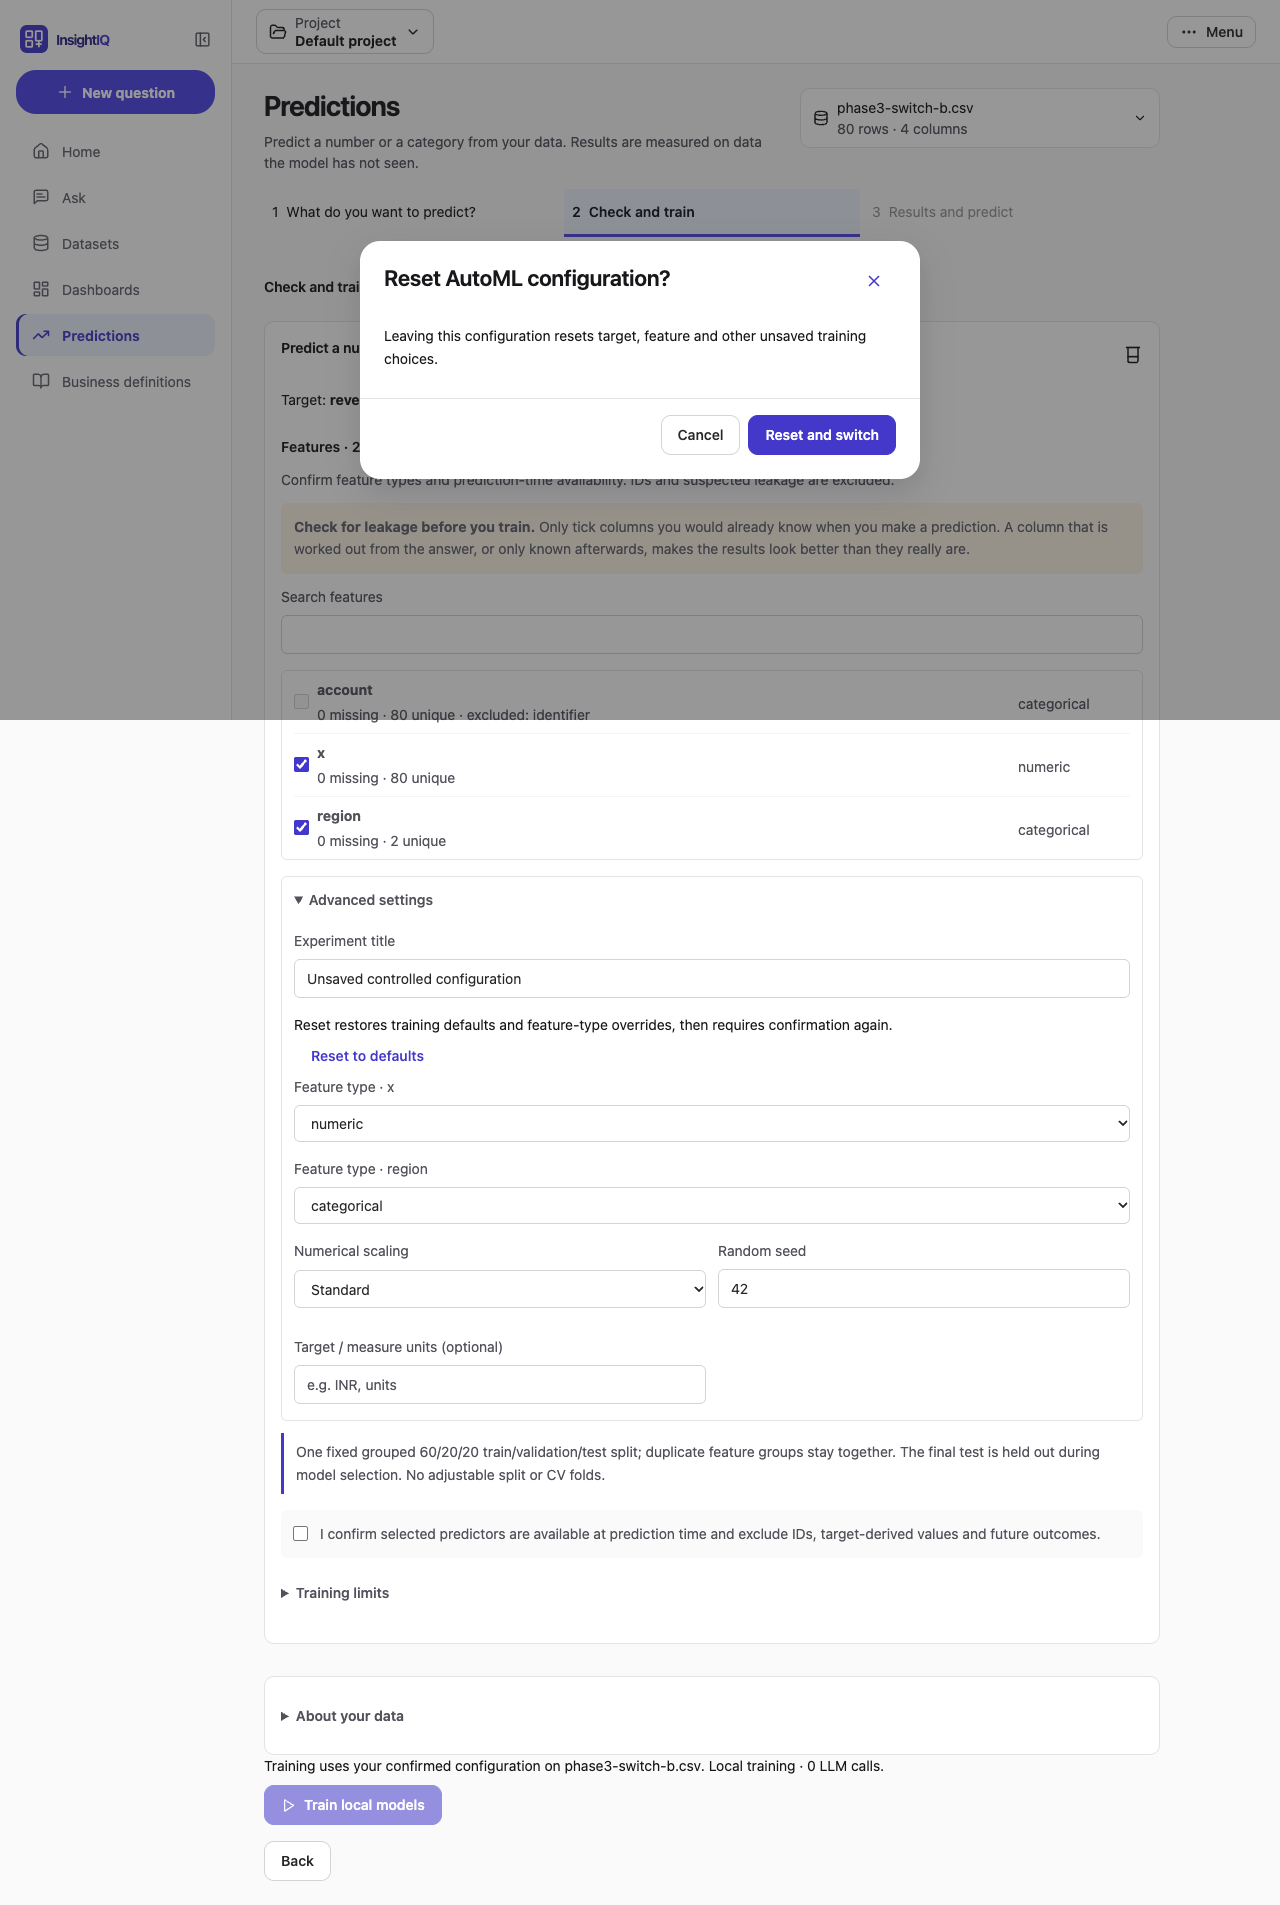 InsightIQ
Project
Default project
Menu
New question
Home
Ask
Datasets
Dashboards
Predictions
Business definitions
Predictions
Predict a number or a category from your data. Results are measured on data
the model has not seen.
phase3-switch-b.csv
80 rows · 4 columns
1 What do you want to predict?
2 Check and train
3 Results and predict
Check and trai
Reset AutoML configuration?
Leaving this configuration resets target, feature and other unsaved training
choices.
Cancel
Reset and switch
Predict a nu
Target: reve
Features · 2
Confirm feature types and prediction-time availability. IDs and suspected leakage are excluded.
Check for leakage before you train. Only tick columns you would already know when you make a prediction. A column that is
worked out from the answer, or only known afterwards, makes the results look better than they really are.
Search features
account
0 missing · 80 unique · excluded: identifier
categorical
x
0 missing · 80 unique
numeric
region
0 missing · 2 unique
categorical
Advanced settings
Experiment title
Unsaved controlled configuration
Reset restores training defaults and feature-type overrides, then requires confirmation again.
Reset to defaults
Feature type · x
numeric
Feature type · region
categorical
Numerical scaling
Random seed
Standard
42
Target / measure units (optional)
e.g. INR, units
One fixed grouped 60/20/20 train/validation/test split; duplicate feature groups stay together. The final test is held out during
model selection. No adjustable split or CV folds.
I confirm selected predictors are available at prediction time and exclude IDs, target-derived values and future outcomes.
Training limits
About your data
Training uses your confirmed configuration on phase3-switch-b.csv. Local training · 0 LLM calls.
Train local models
Back